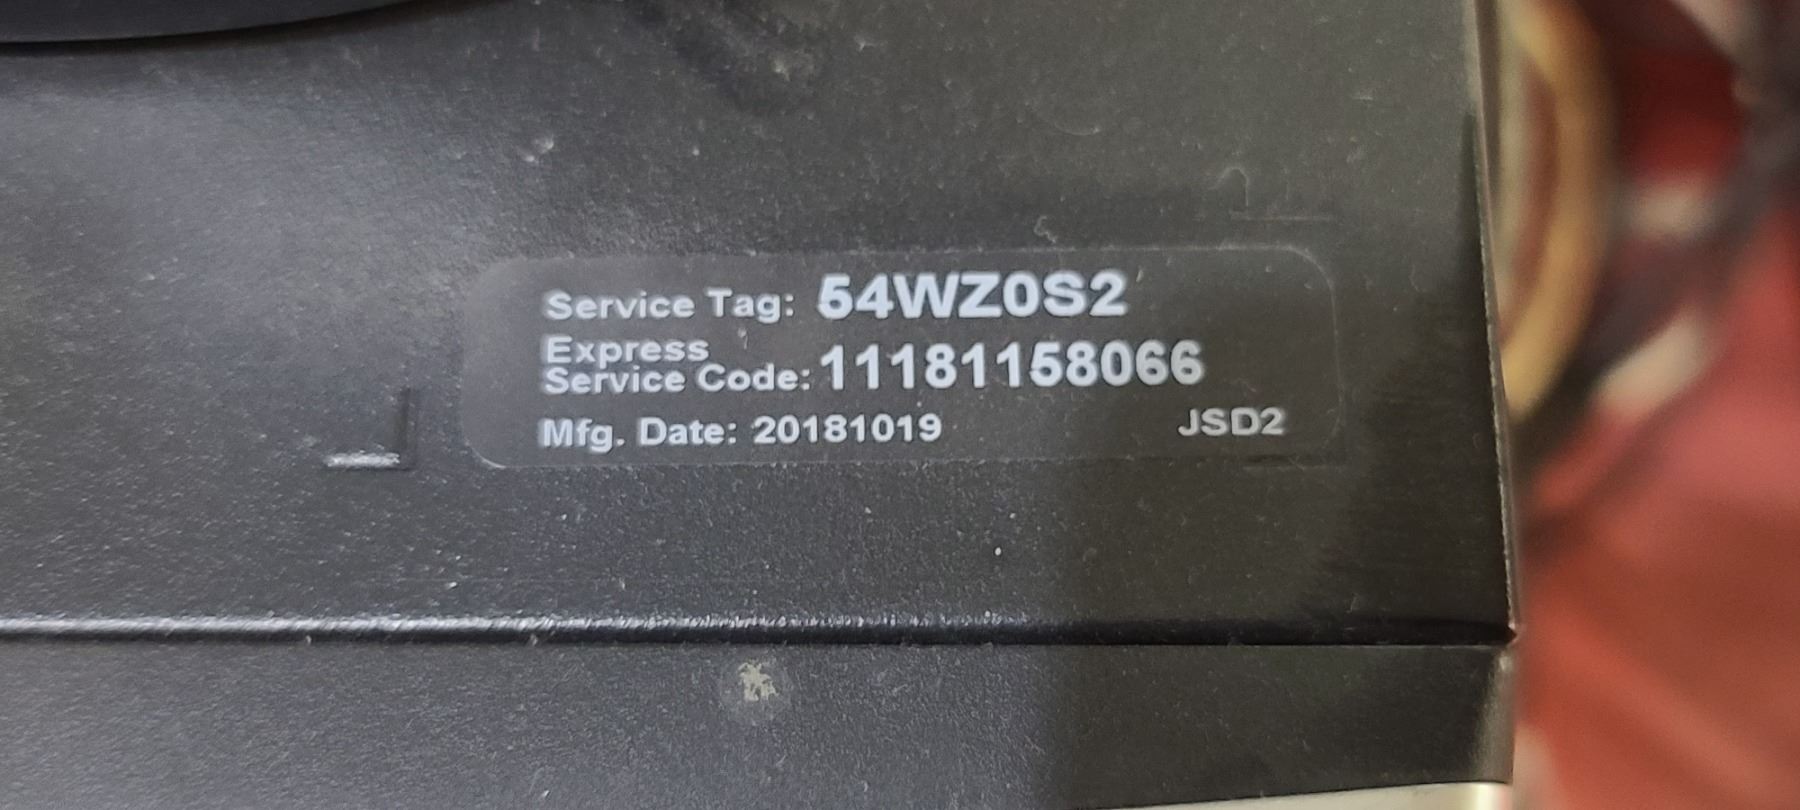 Service Tag: 54WZ0S2
Express
Service Code: 11181158066
Mfg. Date: 20181019 JSD2